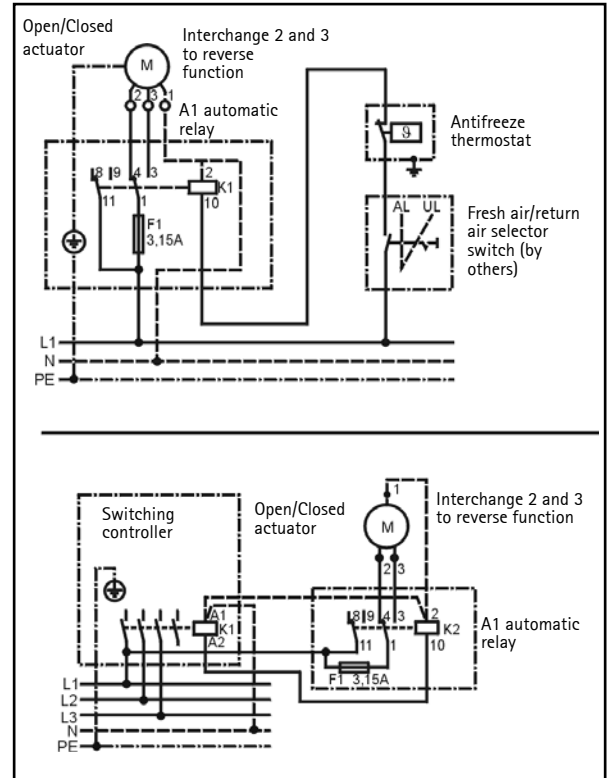 Open/Closed
actuator
Interchange 2 and 3
to reverse
function
M
2 3 1
A1 automatic
relay
8 9 4 3 2
K1
11 1 10
F1
3,15A
ϑ
Antifreeze
thermostat
AL UL
Fresh air/return
air selector
switch (by
others)
L1
N
PE
Switching
controller
Open/Closed
actuator
1
Interchange 2 and 3
to reverse function
M
2 3
A1
K1
A2
8 9 4 3 2
K2
11 1 10
A1 automatic
relay
F1 3,15A
L1
L2
L3
N
PE